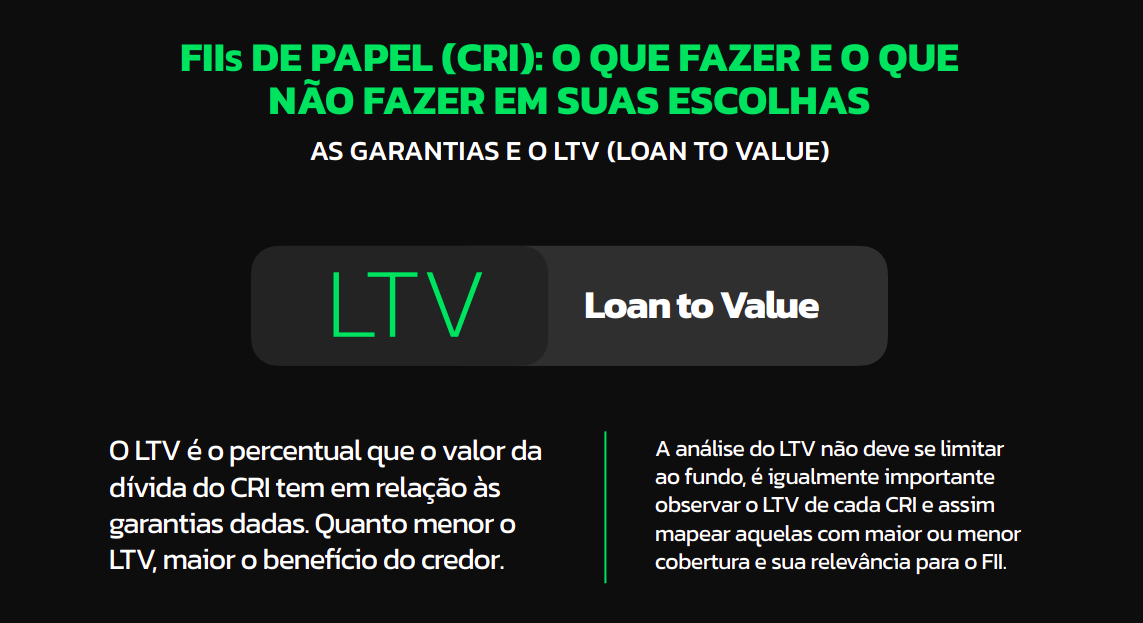 FIIs DE PAPEL (CRI): O QUE FAZER E O QUE
NÃO FAZER EM SUAS ESCOLHAS
AS GARANTIAS E O LTV (LOAN TO VALUE)
LTV
Loan to Value
O LTV é o percentual que o valor da
dívida do CRI tem em relação às
garantias dadas. Quanto menor o
LTV, maior o benefício do credor.
A análise do LTV não deve se limitar
ao fundo, é igualmente importante
observar o LTV de cada CRI e assim
mapear aquelas com maior ou menor
cobertura e sua relevância para o FII.